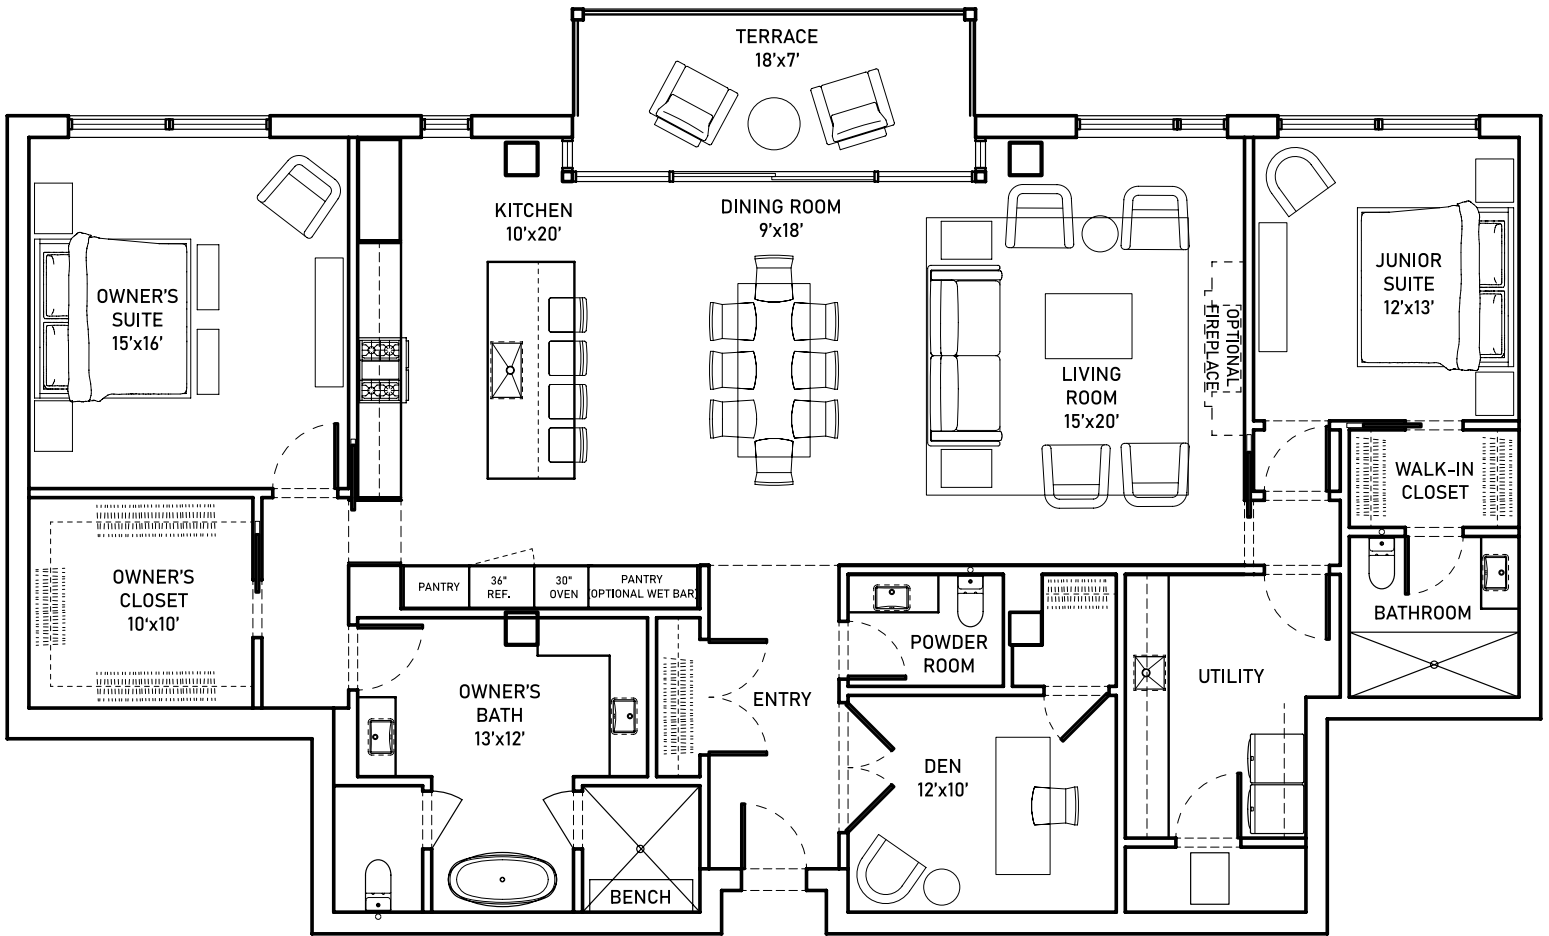 TERRACE
18'x7'
KITCHEN
10'x20'
DINING ROOM
9'x18'
OWNER'S
SUITE
15'x16'
JUNIOR
SUITE
12'x13'
OPTIONAL
FIREPLACE
LIVING
ROOM
15'x20'
WALK-IN
CLOSET
OWNER'S
CLOSET
10'x10'
PANTRY
36"
REF.
30"
OVEN
PANTRY
(OPTIONAL WET BAR)
BATHROOM
POWDER
ROOM
UTILITY
OWNER'S
BATH
13'x12'
ENTRY
DEN
12'x10'
BENCH